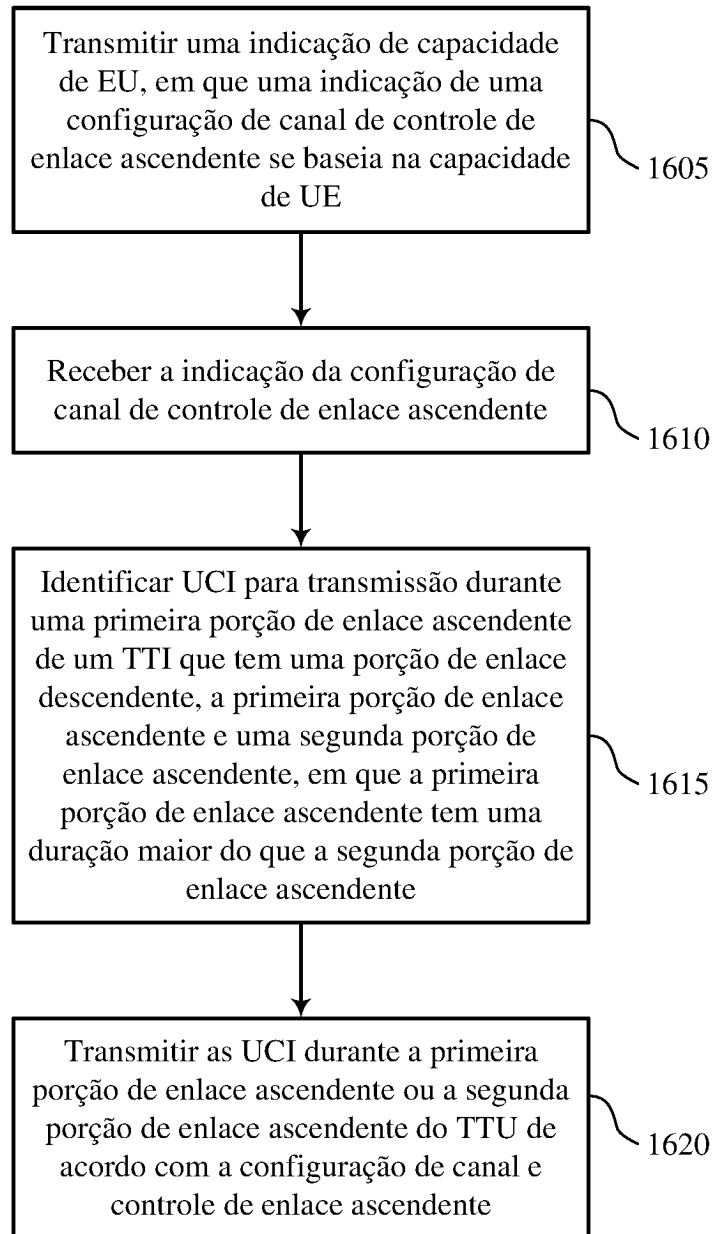 Transmitir uma indicação de capacidade
de EU, em que uma indicação de uma
configuração de canal de controle de
enlace ascendente se baseia na capacidade
de UE
1605
Receber a indicação da configuração de
canal de controle de enlace ascendente
1610
Identificar UCI para transmissão durante
uma primeira porção de enlace ascendente
de um TTI que tem uma porção de enlace
descendente, a primeira porção de enlace
ascendente e uma segunda porção de
enlace ascendente, em que a primeira
porção de enlace ascendente tem uma
duração maior do que a segunda porção de
enlace ascendente
1615
Transmitir as UCI durante a primeira
porção de enlace ascendente ou a segunda
porção de enlace ascendente do TTU de
acordo com a configuração de canal e
controle de enlace ascendente
1620